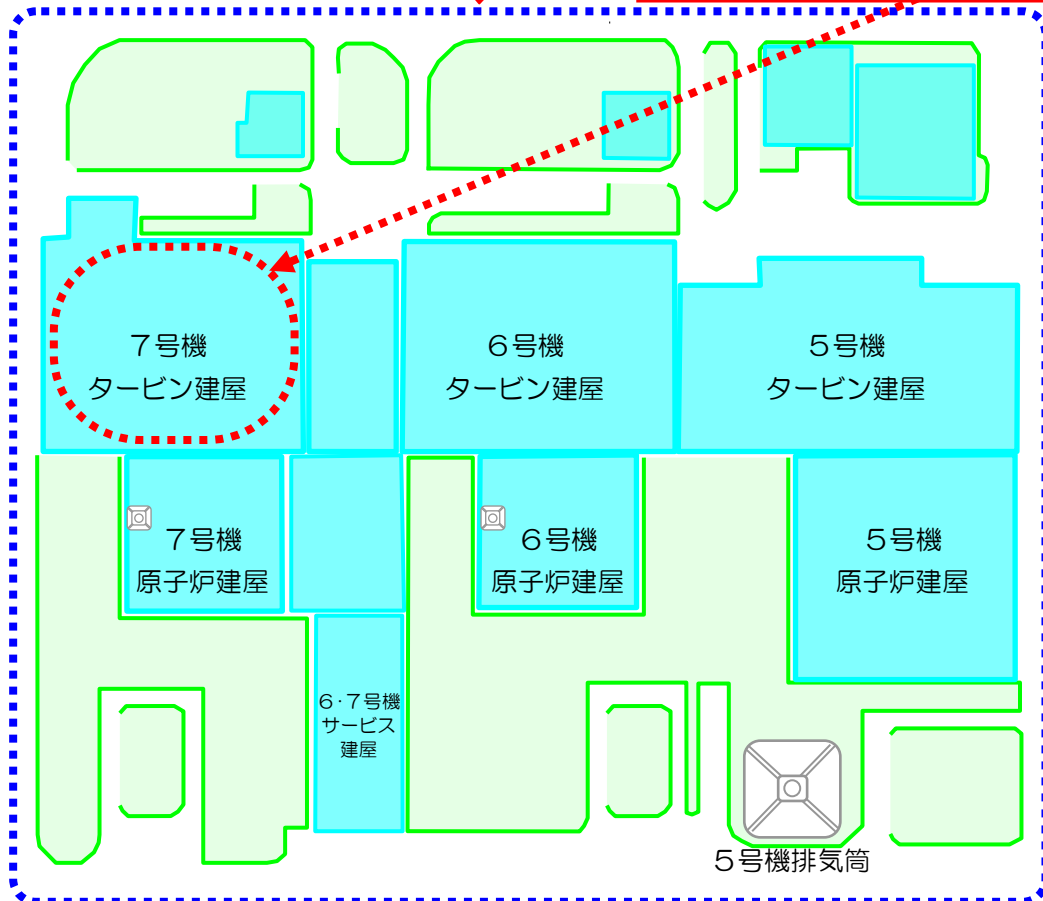 ７号機
タービン建屋
６号機
タービン建屋
５号機
タービン建屋
７号機
原子炉建屋
６号機
原子炉建屋
５号機
原子炉建屋
６・７号機
サービス
建屋
５号機排気筒